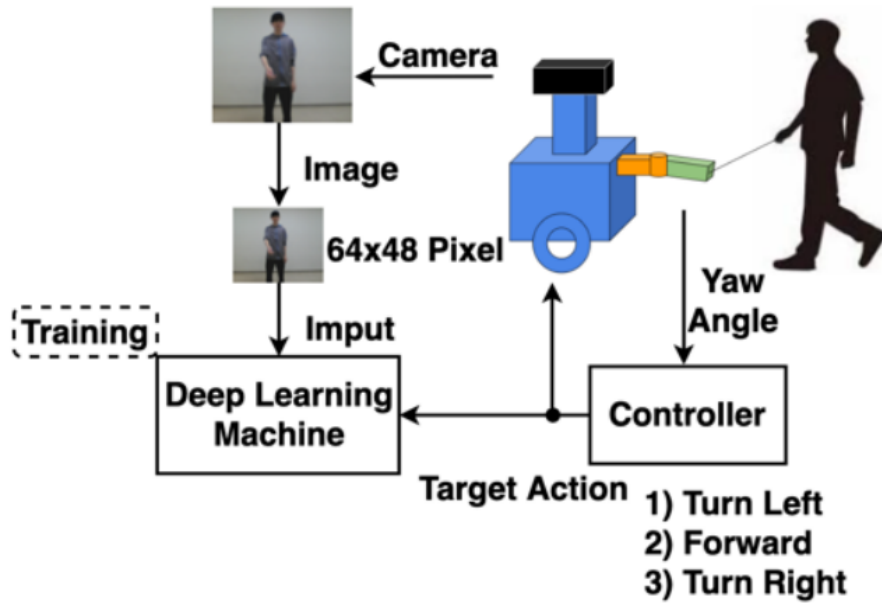 Camera
Image
64x48 Pixel
Yaw
Angle
Training
Imput
Deep Learning
Machine
Controller
Target Action
1) Turn Left
2) Forward
3) Turn Right